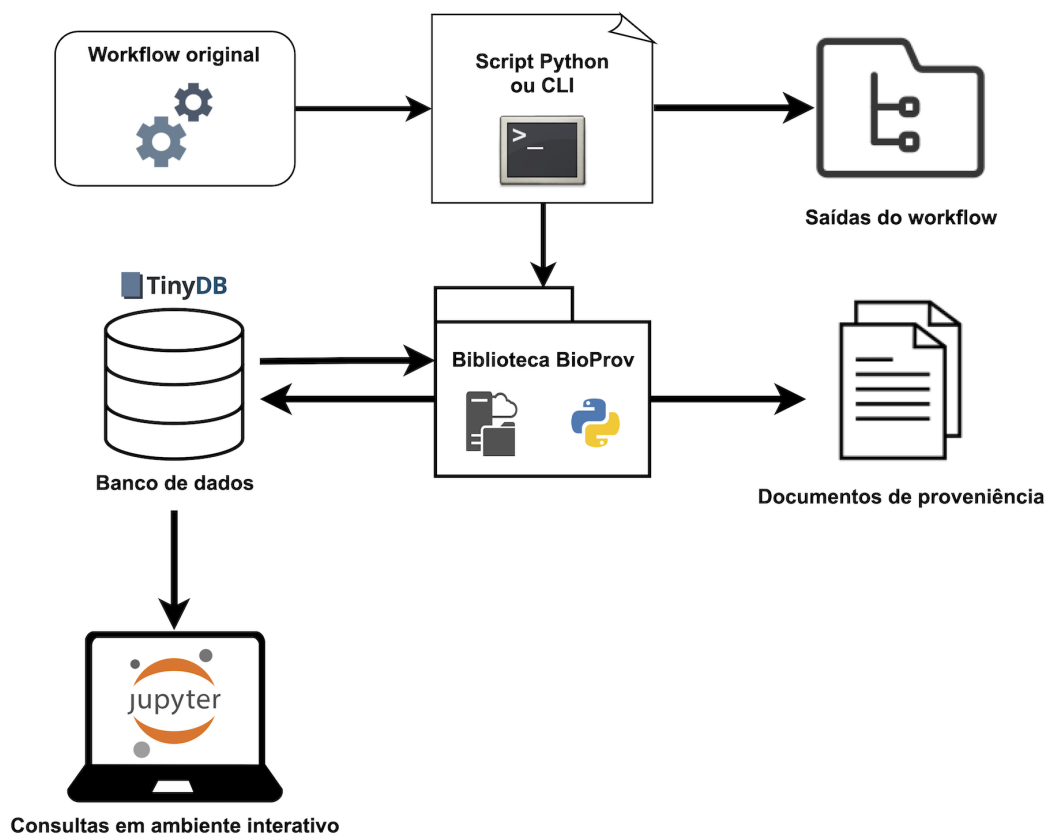 Workflow original
Script Python
ou CLI
>_
Saídas do workflow
TinyDB
Biblioteca BioProv
Banco de dados
Documentos de proveniência
jupyter
Consultas em ambiente interativo